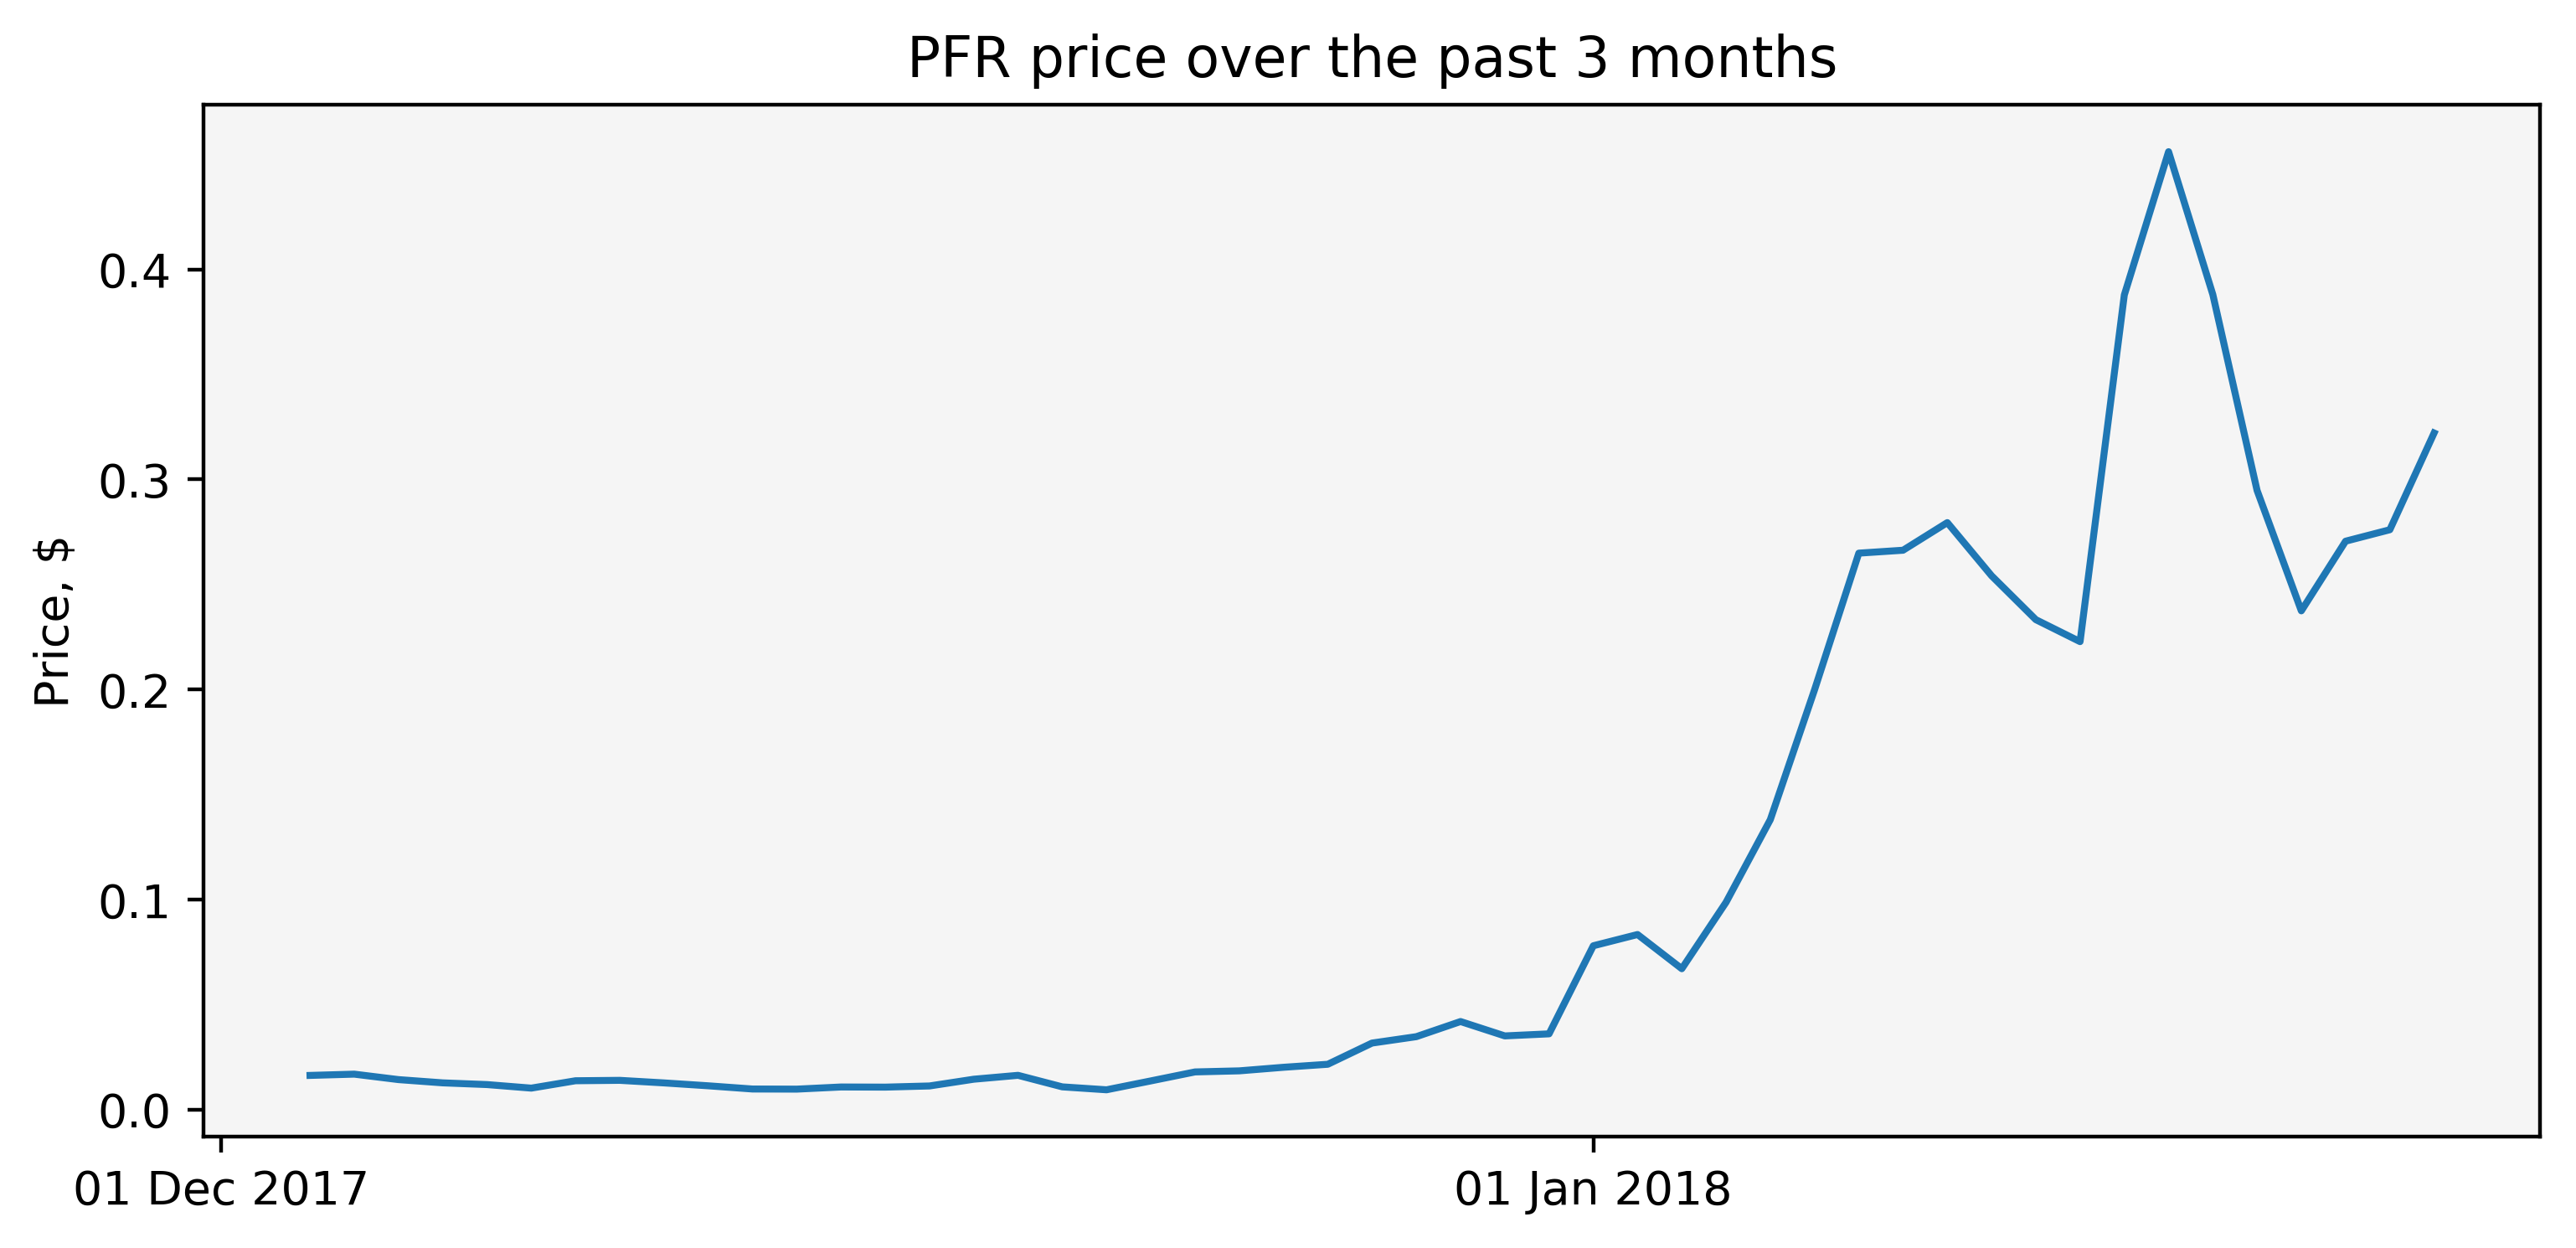 PFR price over the past 3 months
Price, $
0.4
0.3
0.2
0.1
0.0
01 Dec 2017
01 Jan 2018